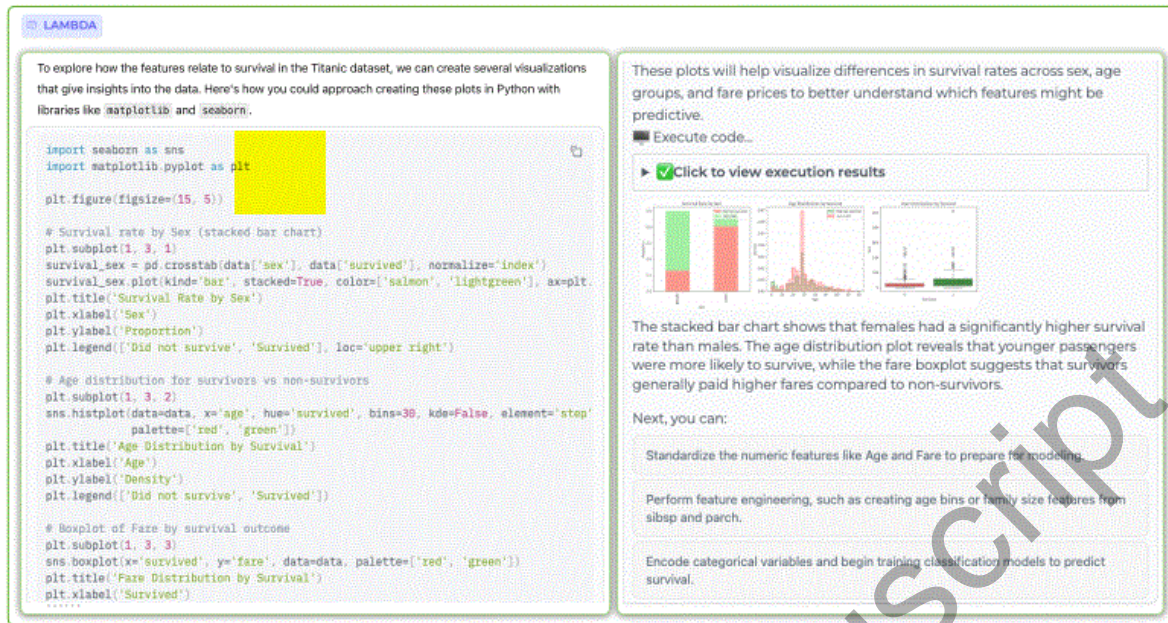 LAMBDA
To explore how the features relate to survival in the Titanic dataset, we can create several visualizations
that give insights into the data. Here's how you could approach creating these plots in Python with
libraries like matplotlib and seaborn.
import seaborn as sns
import matplotlib.pyplot as plt
plt.figure(figsize=(15, 5))
# Survival rate by Sex (stacked bar chart)
plt.subplot(1, 3, 1)
survival_sex = pd.crosstab(data['sex'], data['survived'], normalize='index')
survival_sex.plot(kind='bar', stacked=True, color=['salmon', 'lightgreen'], ax=plt.
plt.title('Survival Rate by Sex')
plt.xlabel('Sex')
plt.ylabel('Proportion')
plt.legend(['Did not survive', 'Survived'], loc='upper right')
# Age distribution for survivors vs non-survivors
plt.subplot(1, 3, 2)
sns.histplot(data=data, x='age', hue='survived', bins=30, kde=False, element='step'
palette=['red', 'green'])
plt.title('Age Distribution by Survival')
plt.xlabel('Age')
plt.ylabel('Density')
plt.legend(['Did not survive', 'Survived'])
# Boxplot of Fare by survival outcome
plt.subplot(1, 3, 3)
sns.boxplot(x='survived', y='fare', data=data, palette=['red', 'green'])
plt.title('Fare Distribution by Survival')
plt.xlabel('Survived')
......
These plots will help visualize differences in survival rates across sex, age
groups, and fare prices to better understand which features might be
predictive.
Execute code...
Click to view execution results
The stacked bar chart shows that females had a significantly higher survival
rate than males. The age distribution plot reveals that younger passengers
were more likely to survive, while the fare boxplot suggests that survivors
generally paid higher fares compared to non-survivors.
Next, you can:
Standardize the numeric features like Age and Fare to prepare for modeling.
Perform feature engineering, such as creating age bins or family size features from
sibsp and parch.
Encode categorical variables and begin training classification models to predict
survival.